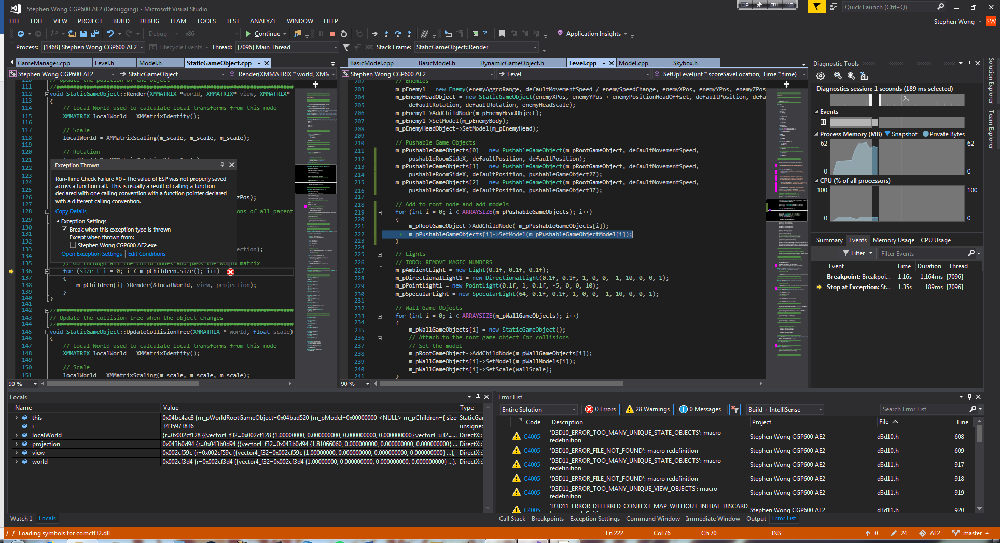 Stephen Wong CGP600 AE2 (Debugging) - Microsoft Visual Studio
Quick Launch (Ctrl+Q)
FILE EDIT VIEW PROJECT BUILD DEBUG TEAM TOOLS TEST ANALYZE WINDOW HELP
Stephen Wong SW
Debug x86 Continue Application Insights
Process: [1468] Stephen Wong CGP600 AE2 Lifecycle Events Thread: [7096] Main Thread Stack Frame: StaticGameObject::Render
GameManager.cpp Level.h Model.h StaticGameObject.cpp
Stephen Wong CGP600 AE2 StaticGameObject Render(XMMATRIX * world, XMM
110 // Update the position of the object
111 //################################################################
112 void StaticGameObject::Render(XMMATRIX *world, XMMATRIX* view, XMMATRIX*
113 {
114 // Local World used to calculate local transforms from this node
115 XMMATRIX localWorld = XMMatrixIdentity();
116
117 // Scale
118 localWorld = XMMatrixScaling(m_scale, m_scale, m_scale);
119
120 // Rotation
121
122
123
124
125
126 zPos);
127
128 ons of all parent
129
130
131
132
133 ection);
134
135 // Go through all the child nodes and pass the world matrix
136 for (size_t i = 0; i < m_pChildren.size(); i++)
137 {
138 m_pChildren[i]->Render(&localWorld, view, projection);
139 }
140 }
141
142 //################################################################
143 // Update the collision tree when the object changes
144 //################################################################
145 void StaticGameObject::UpdateCollisionTree(XMMATRIX * world, float scale)
146 {
147 // Local World used to calculate local transforms from this node
148 XMMATRIX localWorld = XMMatrixIdentity();
149
150 // Scale
151 localWorld = XMMatrixScaling(m_scale, m_scale, m_scale);
90 %
Exception Thrown
Run-Time Check Failure #0 - The value of ESP was not properly saved
across a function call. This is usually a result of calling a function
declared with one calling convention with a function pointer declared
with a different calling convention.
Copy Details
Exception Settings
Break when this exception type is thrown
Except when thrown from:
Stephen Wong CGP600 AE2.exe
Open Exception Settings | Edit Conditions
BasicModel.cpp BasicModel.h DynamicGameObject.h Level.cpp Model.cpp Skybox.h
Stephen Wong CGP600 AE2 Level SetUpLevel(int * scoreSaveLocation, Time * time)
202 // Enemies
203 m_pEnemy1 = new Enemy(enemyAggroRange, defaultMovementSpeed / enemySpeedChange, enemyXPos, enemyYPos, enemyZPos
204 m_pEnemyHeadObject = new StaticGameObject(enemyXPos, enemyYPos + enemyPositionHeadOffset, defaultPosition, defa
205 defaultRotation, defaultRotation, enemyHeadScale);
206 m_pEnemy1->AddChildNode(m_pEnemyHeadObject);
207 m_pEnemy1->SetModel(m_pEnemyBody);
208 m_pEnemyHeadObject->SetModel(m_pEnemyHead);
209
210 // Pushable Game Objects
211 m_pPushableGameObjects[0] = new PushableGameObject(m_pRootGameObject, defaultMovementSpeed,
212 pushableRoomSideX, defaultPosition, defaultPosition);
213 m_pPushableGameObjects[1] = new PushableGameObject(m_pRootGameObject, defaultMovementSpeed,
214 pushableRoomSideX, defaultPosition, pushableGameObject2Z);
215 m_pPushableGameObjects[2] = new PushableGameObject(m_pRootGameObject, defaultMovementSpeed,
216 pushableRoomSideX, defaultPosition, pushableGameObject3Z);
217
218 // Add to root node and add models
219 for (int i = 0; i < ARRAYSIZE(m_pPushableGameObjects); i++)
220 {
221 m_pRootGameObject->AddChildNode( m_pPushableGameObjects[i]);
222 m_pPushableGameObjects[i]->SetModel(m_pPushableGameObjectModel[i]);
223 }
224
225 // Lights
226 // TODO: REMOVE MAGIC NUMBERS
227 m_pAmbientLight = new Light(0.1f, 0.1f, 0.1f);
228 m_pDirectionalLight1 = new DirectionalLight(0.1f, 0.1f, 1, 0, 0, -1, 10, 0, 0, 1);
229 m_pPointLight1 = new PointLight(0.1f, 1, 0.1f, -5, 0, 0, 10);
230 m_pSpecularLight = new SpecularLight(64, 0.1f, 0.1f, 1, 0, 0, -1, 10, 0, 0, 1);
231
232 // Wall Game Objects
233 for (int i = 0; i < ARRAYSIZE(m_pWallGameObjects); i++)
234 {
235 m_pWallGameObjects[i] = new StaticGameObject();
236 // Attach to the root game object for collisions
237 // Set the model
238 m_pRootGameObject->AddChildNode(m_pWallGameObjects[i]);
239 m_pWallGameObjects[i]->SetModel(m_pWallModels[i]);
240 m_pWallGameObjects[i]->SetScale(wallScale);
241 }
90 %
Diagnostic Tools
Diagnostics session: 1 seconds (189 ms selected)
2s
Events
Process Memory (MB) Snapshot Private Bytes
62 62
0 0
CPU (% of all processors)
100 100
0 0
Summary Events Memory Usage CPU Usage
Filter Filter Events
Event Time Duration Thread
Breakpoint: Breakpoi... 1.16s 1,164ms [7096]
Stop at Exception: St... 1.35s 189ms [7096]
Solution Explorer
Team Explorer
Locals
Name Value Type
this 0x04bc4ae8 {m_pWorldRootGameObject=0x04bad520 {m_pModel=0x00000000 <NULL> m_pChildren={ size StaticGam
i 3435973836 unsigned
localWorld {r=0x002cf128 {{vector4_f32=0x002cf128 {1.00000000, 0.000000000, 0.000000000, 0.000000000} vector4_u32=... DirectX::
projection 0x043b0d94 {r=0x043b0d94 {{vector4_f32=0x043b0d94 {1.81066060, 0.000000000, 0.000000000, 0.000000000} ... DirectX::
view 0x002cf59c {r=0x002cf59c {{vector4_f32=0x002cf59c {1.00000000, 0.000000000, 0.000000000, 0.000000000} ...}, DirectX::
world 0x002cf3d4 {r=0x002cf3d4 {{vector4_f32=0x002cf3d4 {1.00000000, 0.000000000, 0.000000000, 0.000000000} ...}, DirectX::
Watch 1 Locals
Error List
Entire Solution 0 Errors 28 Warnings 0 Messages Build + IntelliSense Search Error List
Code Description Project File Line
C4005 'D3D10_ERROR_TOO_MANY_UNIQUE_STATE_OBJECTS': macro redefinition Stephen Wong CGP600 AE2 d3d10.h 608
C4005 'D3D10_ERROR_FILE_NOT_FOUND': macro redefinition Stephen Wong CGP600 AE2 d3d10.h 609
C4005 'D3D11_ERROR_TOO_MANY_UNIQUE_STATE_OBJECTS': macro redefinition Stephen Wong CGP600 AE2 d3d11.h 917
C4005 'D3D11_ERROR_FILE_NOT_FOUND': macro redefinition Stephen Wong CGP600 AE2 d3d11.h 918
C4005 'D3D11_ERROR_TOO_MANY_UNIQUE_VIEW_OBJECTS': macro redefinition Stephen Wong CGP600 AE2 d3d11.h 919
C4005 'D3D11_ERROR_DEFERRED_CONTEXT_MAP_WITHOUT_INITIAL_DISCARD Stephen Wong CGP600 AE2 d3d11.h 920
Call Stack Breakpoints Exception Settings Command Window Immediate Window Output Error List
Loading symbols for comctl32.dll Ln 222 Col 76 Ch 70 INS 0 24 AE2 master